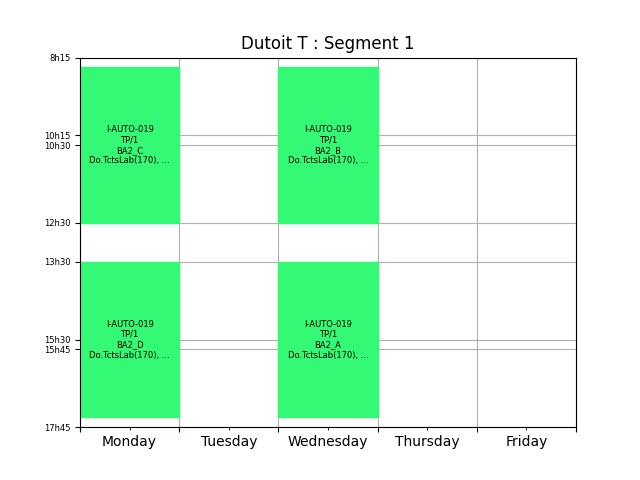 Dutoit T : Segment 1
8h15
I-AUTO-019
TP/1
BA2_C
Do.TctsLab(170), ...
I-AUTO-019
TP/1
BA2_B
Do.TctsLab(170), ...
10h15
10h30
12h30
13h30
I-AUTO-019
TP/1
BA2_D
Do.TctsLab(170), ...
I-AUTO-019
TP/1
BA2_A
Do.TctsLab(170), ...
15h30
15h45
17h45
Monday Tuesday Wednesday Thursday Friday